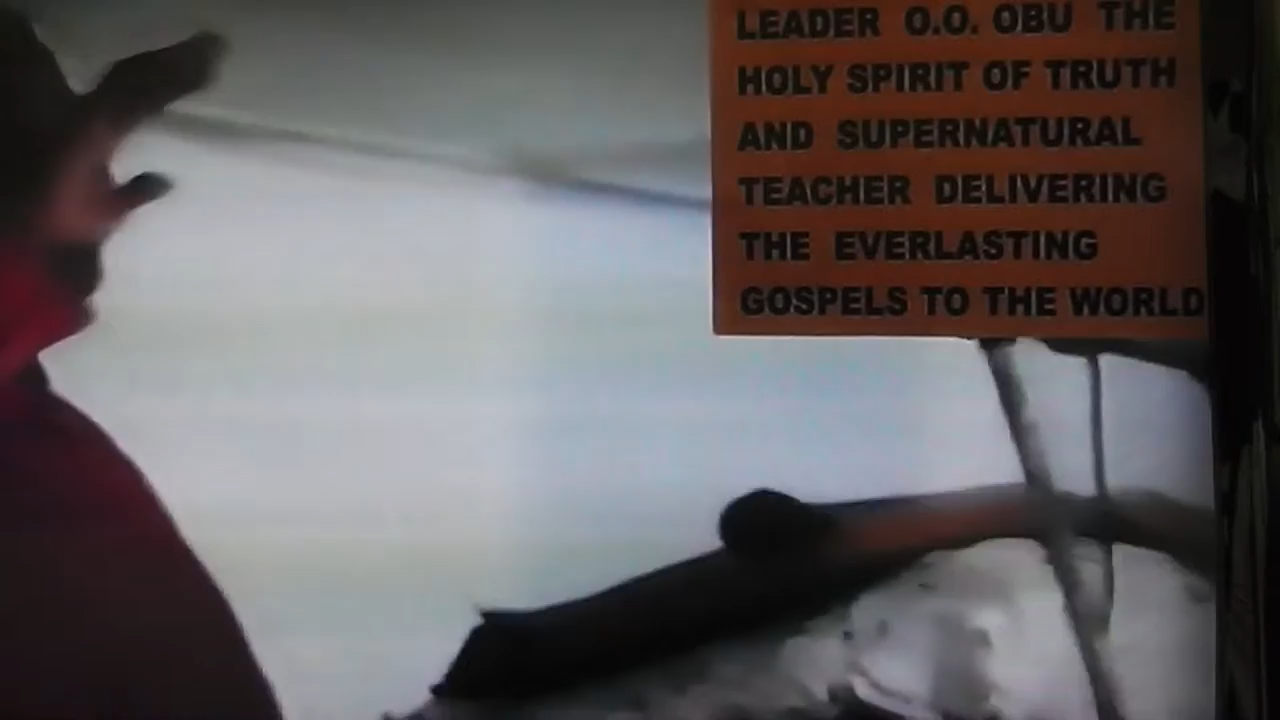 LEADER O.O. OBU THE
HOLY SPIRIT OF TRUTH
AND SUPERNATURAL
TEACHER DELIVERING
THE EVERLASTING
GOSPELS TO THE WORLD